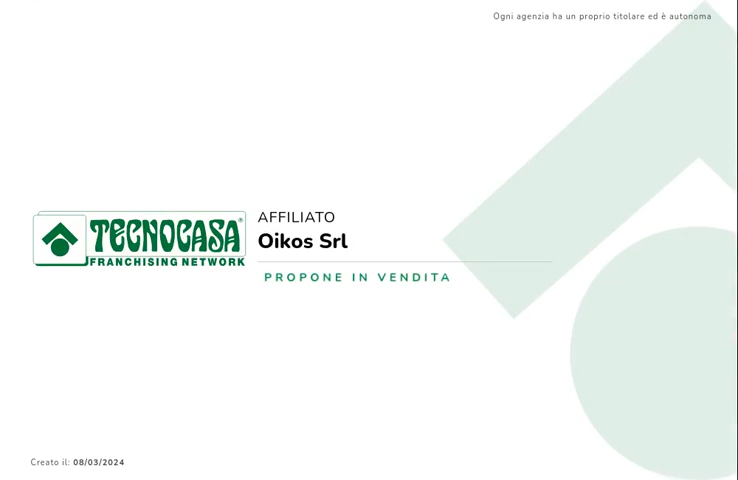 Ogni agenzia ha un proprio titolare ed è autonoma
TECNOCASA®
FRANCHISING NETWORK
AFFILIATO
Oikos Srl
PROPONE IN VENDITA
Creato il: 08/03/2024